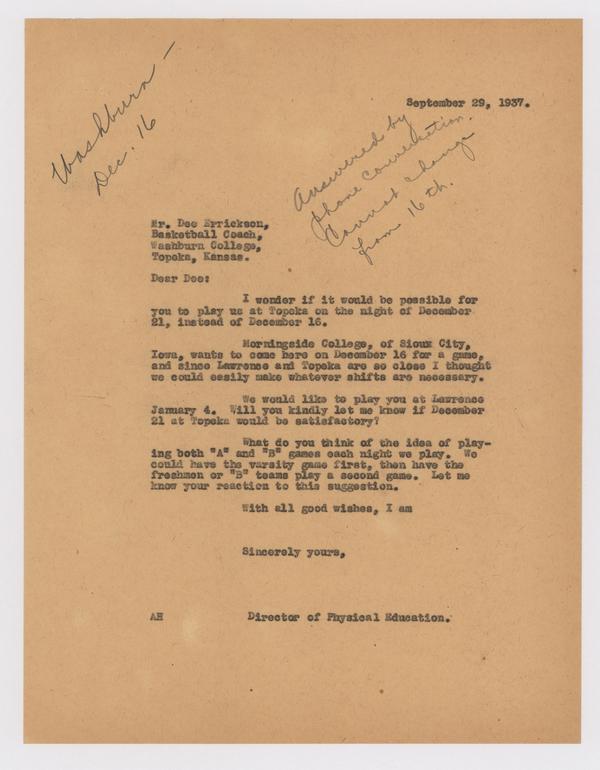 Washburn –
Dec. 16
September 29, 1937.
Answered by
phone conversation.
Cannot change
from 16th.
Mr. Dee Errickson,
Basketball Coach,
Washburn College,
Topeka, Kansas.
Dear Dee:
I wonder if it would be possible for
you to play us at Topeka on the night of December
21, instead of December 16.
Morningside College, of Sioux City,
Iowa, wants to come here on December 16 for a game,
and since Lawrence and Topeka are so close I thought
we could easily make whatever shifts are necessary.
We would like to play you at Lawrence
January 4. Will you kindly let me know if December
21 at Topeka would be satisfactory?
What do you think of the idea of play-
ing both "A" and "B" games each night we play. We
could have the varsity game first, then have the
freshmen or "B" teams play a second game. Let me
know your reaction to this suggestion.
With all good wishes, I am
Sincerely yours,
AH Director of Physical Education.